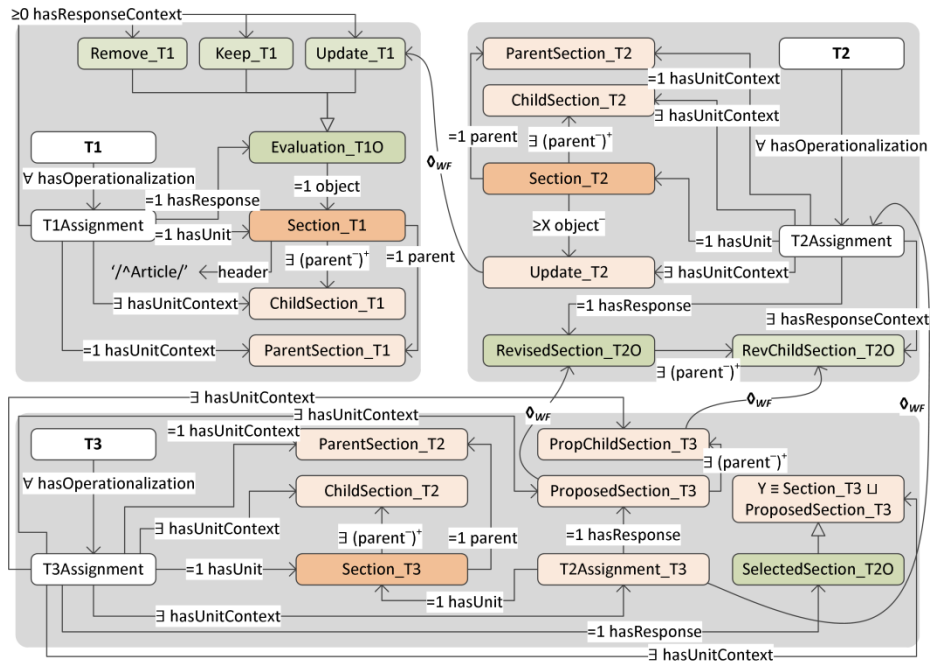 ≥0 hasResponseContext
Remove_T1
Keep_T1
Update_T1
Evaluation_T1O
T1
∀ hasOperationalization
=1 hasResponse
=1 object
T1Assignment
=1 hasUnit
Section_T1
'/^Article/'
header
∃ (parent⁻)⁺
=1 parent
∃ hasUnitContext
ChildSection_T1
=1 hasUnitContext
ParentSection_T1
◊WF
ParentSection_T2
T2
=1 hasUnitContext
ChildSection_T2
∃ hasUnitContext
=1 parent
∃ (parent⁻)⁺
∀ hasOperationalization
Section_T2
≥X object⁻
=1 hasUnit
T2Assignment
Update_T2
∃ hasUnitContext
=1 hasResponse
∃ hasResponseContext
RevisedSection_T2O
RevChildSection_T2O
∃ (parent⁻)⁺
◊WF
◊WF
◊WF
∃ hasUnitContext
∃ hasUnitContext
=1 hasUnitContext
T3
ParentSection_T2
PropChildSection_T3
∃ (parent⁻)⁺
∀ hasOperationalization
ChildSection_T2
ProposedSection_T3
Y ≡ Section_T3 ⊔
ProposedSection_T3
∃ hasUnitContext
∃ (parent⁻)⁺
=1 parent
=1 hasResponse
T3Assignment
=1 hasUnit
Section_T3
T2Assignment_T3
SelectedSection_T2O
=1 hasUnit
∃ hasUnitContext
=1 hasResponse
∃ hasUnitContext